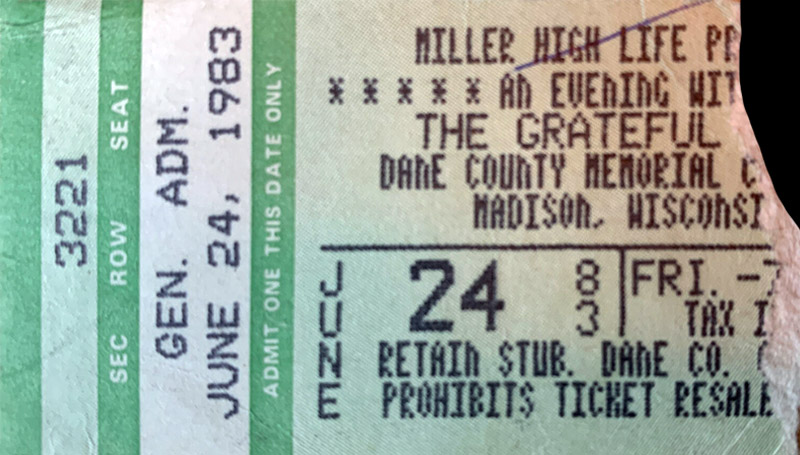 3221
SEC ROW SEAT
GEN. ADM.
JUNE 24, 1983
ADMIT ONE THIS DATE ONLY
MILLER HIGH LIFE PR
***** AN EVENING WIT
THE GRATEFUL
DANE COUNTY MEMORIAL C
MADISON, WISCONSI
JUNE 24 83 FRI. -7
TAX I
RETAIN STUB. DANE CO.
PROHIBITS TICKET RESALE